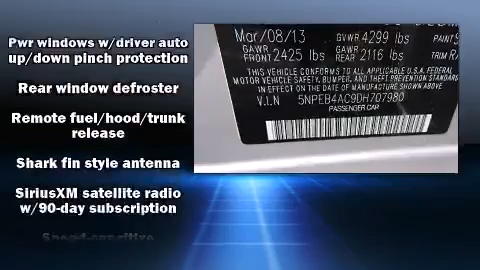 Pwr windows w/driver auto
up/down pinch protection
Rear window defroster
Remote fuel/hood/trunk
release
Shark fin style antenna
SiriusXM satellite radio
w/90-day subscription
Mar/08/13 GVWR 4299 lbs PAINT
GAWR FRONT 2425 lbs GAWR REAR 2116 lbs TRIM
THIS VEHICLE CONFORMS TO ALL APPLICABLE U.S. FEDERAL
MOTOR VEHICLE SAFETY, BUMPER, AND THEFT PREVENTION STANDARDS
IN EFFECT ON THE DATE OF MANUFACTURE SHOWN ABOVE
V.I.N 5NPEB4AC9DH707980
PASSENGER CAR